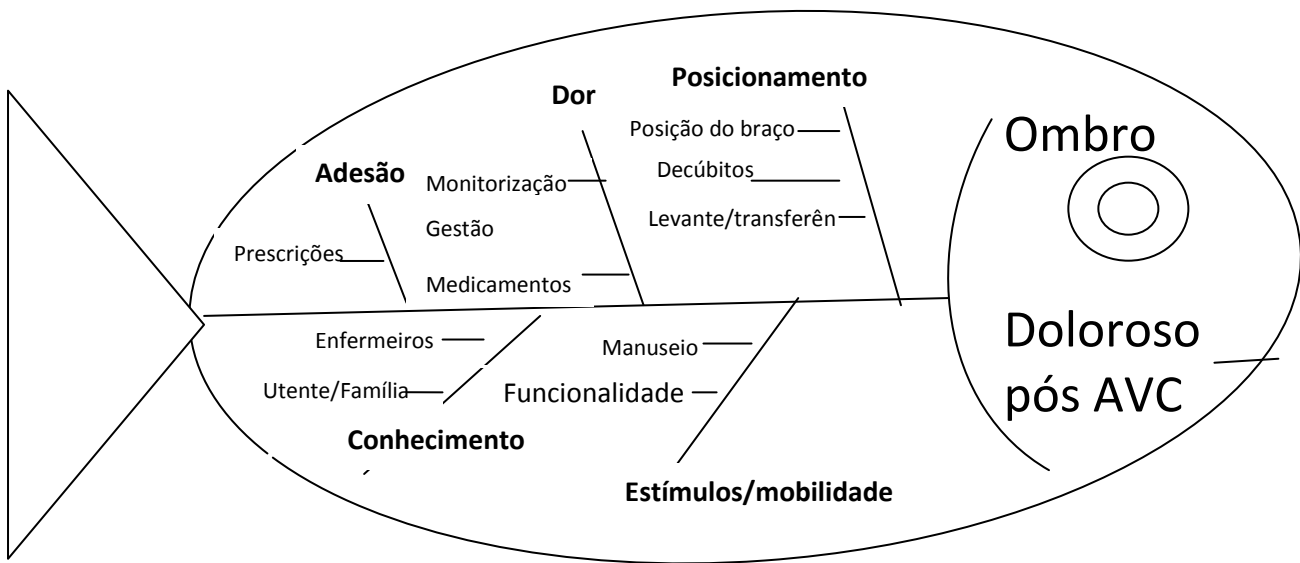 Posicionamento
Dor
Posição do braço
Decúbitos
Levante/transferên
Adesão
Monitorização
Gestão
Medicamentos
Prescrições
Ombro
Doloroso
pós AVC
Enfermeiros
Utente/Família
Conhecimento
Manuseio
Funcionalidade
Estímulos/mobilidade